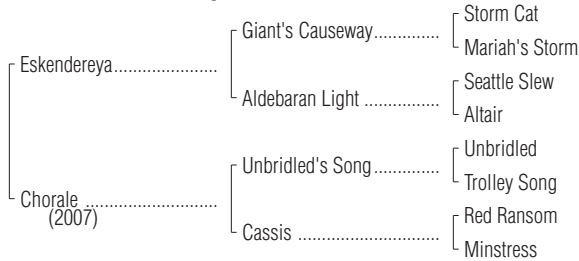 Storm Cat
Giant's Causeway..............
Mariah's Storm
Eskendereya......................
Seattle Slew
Aldebaran Light ................
Altair
Unbridled
Unbridled's Song..............
Trolley Song
Chorale ............................
(2007)
Red Ransom
Cassis ..............................
Minstress